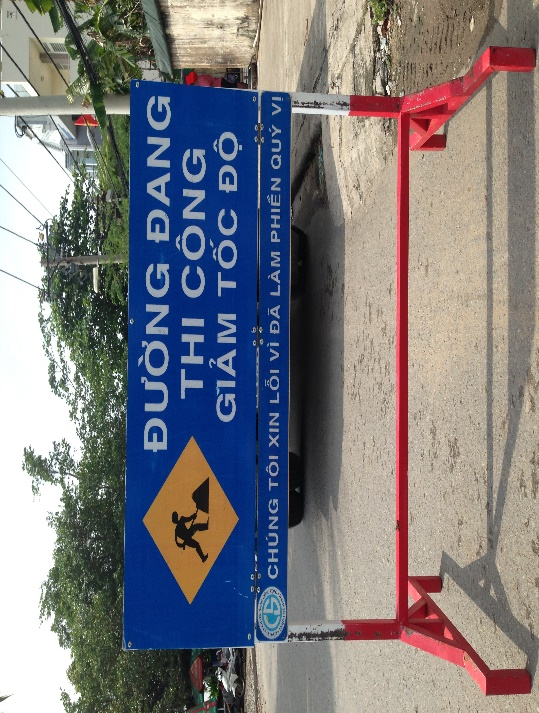 ĐƯỜNG ĐANG
THI CÔNG
GIẢM TỐC ĐỘ
CHÚNG TÔI XIN LỖI VÌ ĐÃ LÀM PHIỀN QUÝ VỊ